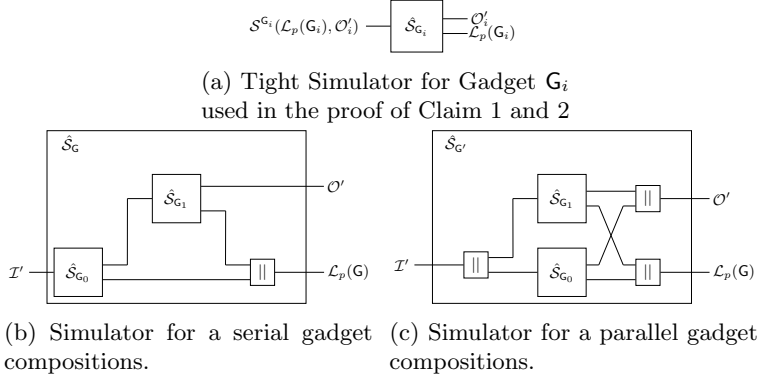 𝒮^{G_i}(ℒ_p(G_i), 𝒪′_i) Ŝ_{G_i} 𝒪′_i
ℒ_p(G_i)
(a) Tight Simulator for Gadget G_i
used in the proof of Claim 1 and 2
Ŝ_G
Ŝ_{G_1} 𝒪′
ℐ′ Ŝ_{G_0} || ℒ_p(G)
(b) Simulator for a serial gadget
compositions.
Ŝ_{G′}
Ŝ_{G_1} || 𝒪′
ℐ′ || Ŝ_{G_0} || ℒ_p(G)
(c) Simulator for a parallel gadget
compositions.